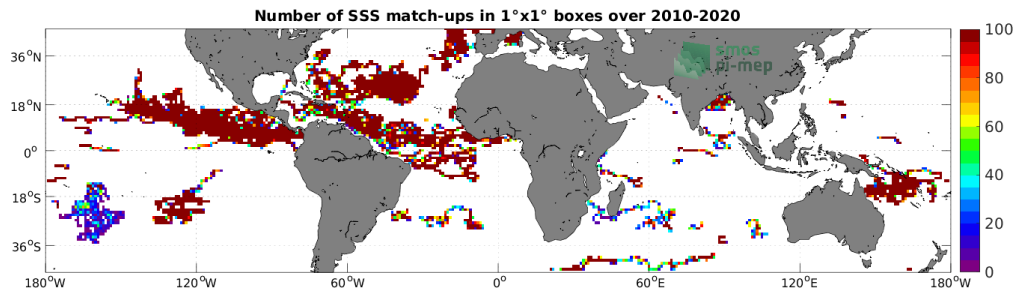 Number of SSS match-ups in 1°x1° boxes over 2010-2020
smos
pi-mep
100
80
60
40
20
0
36°N
18°N
0°
18°S
36°S
180°W
120°W
60°W
0°
60°E
120°E
180°W